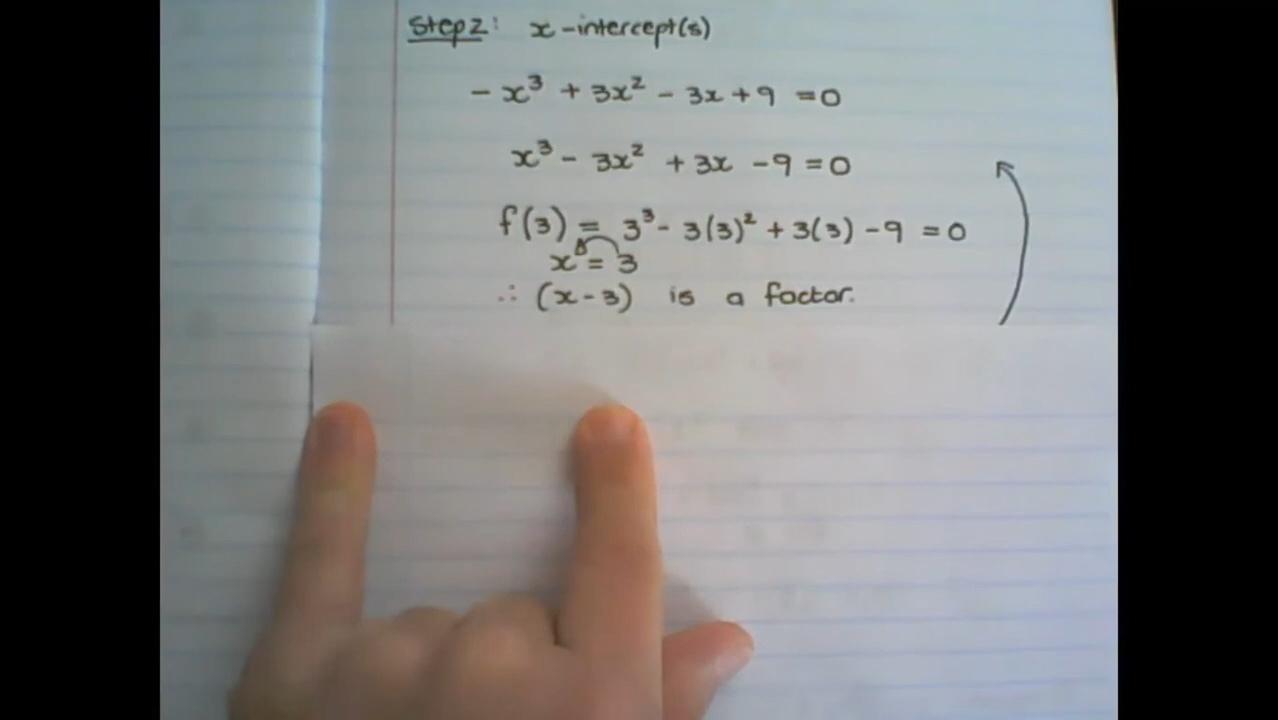 Step 2: x-intercept(s)
-x³ + 3x² - 3x + 9 = 0
x³ - 3x² + 3x - 9 = 0
f(3) = 3³ - 3(3)² + 3(3) - 9 = 0
x = 3
∴ (x - 3) is a factor.